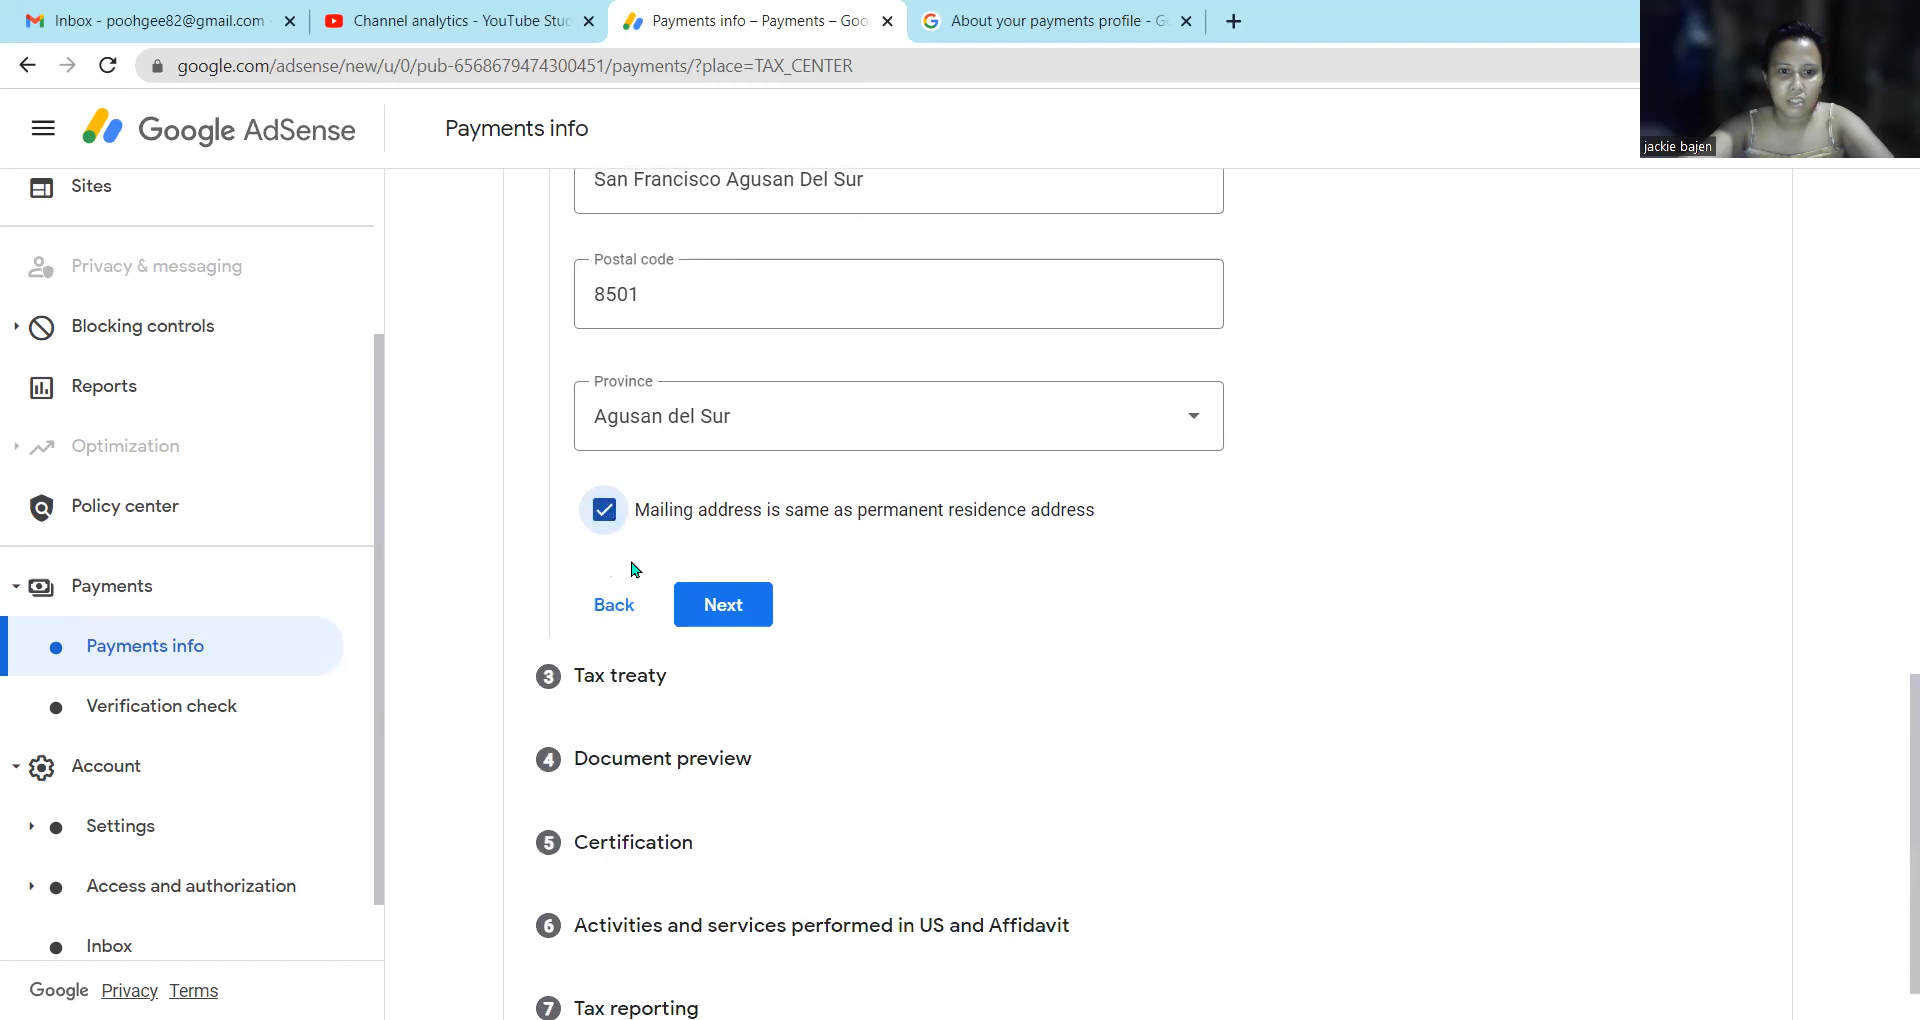 Inbox - poohgee82@gmail.com
Channel analytics - YouTube Stu
Payments info – Payments – Goo
About your payments profile - G
google.com/adsense/new/u/0/pub-6568679474300451/payments/?place=TAX_CENTER
jackie bajen
Google AdSense
Payments info
Sites
Privacy & messaging
Blocking controls
Reports
Optimization
Policy center
Payments
Payments info
Verification check
Account
Settings
Access and authorization
Inbox
Google Privacy Terms
San Francisco Agusan Del Sur
Postal code
8501
Province
Agusan del Sur
Mailing address is same as permanent residence address
Back
Next
3 Tax treaty
4 Document preview
5 Certification
6 Activities and services performed in US and Affidavit
7 Tax reporting